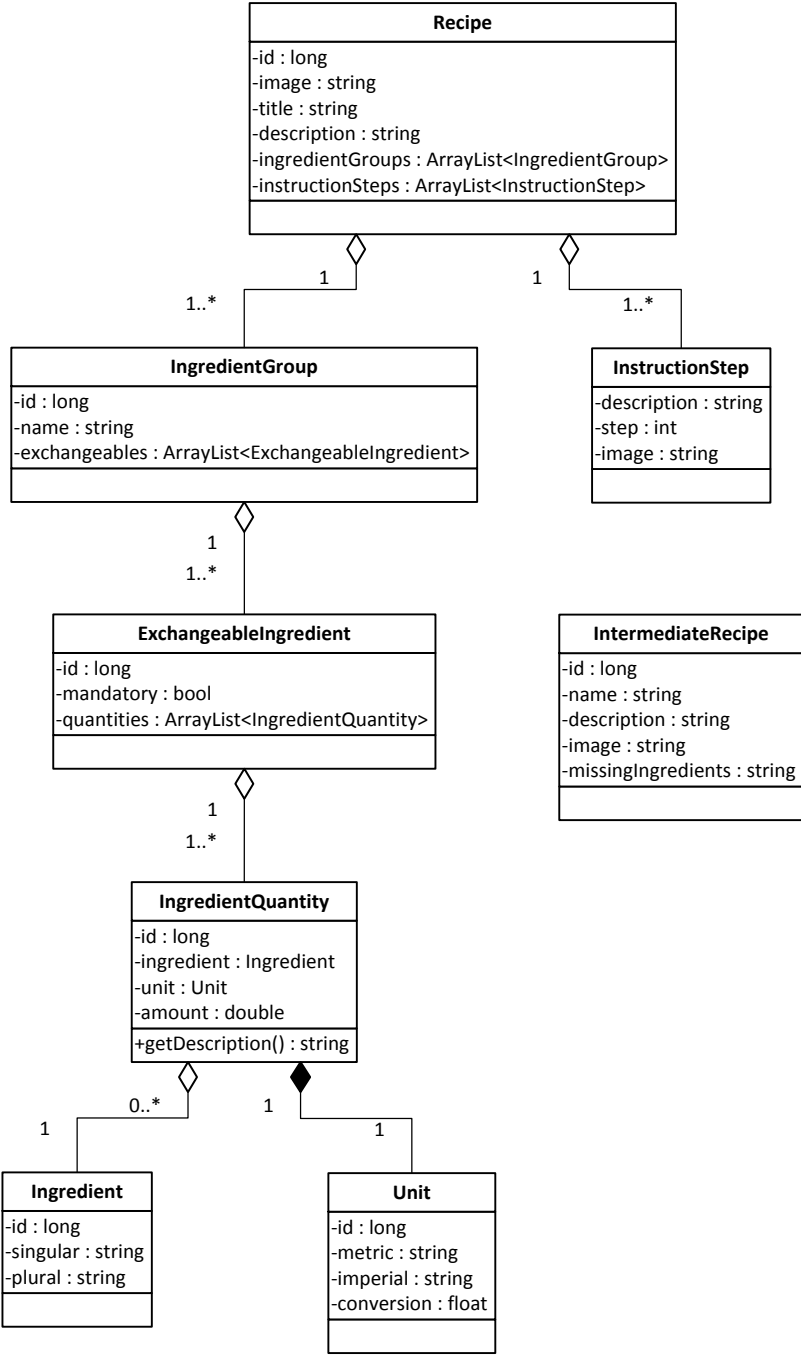 Recipe
-id : long
-image : string
-title : string
-description : string
-ingredientGroups : ArrayList<IngredientGroup>
-instructionSteps : ArrayList<InstructionStep>
1
1
1..*
1..*
IngredientGroup
-id : long
-name : string
-exchangeables : ArrayList<ExchangeableIngredient>
InstructionStep
-description : string
-step : int
-image : string
1
1..*
ExchangeableIngredient
-id : long
-mandatory : bool
-quantities : ArrayList<IngredientQuantity>
IntermediateRecipe
-id : long
-name : string
-description : string
-image : string
-missingIngredients : string
1
1..*
IngredientQuantity
-id : long
-ingredient : Ingredient
-unit : Unit
-amount : double
+getDescription() : string
0..*
1
1
1
Ingredient
-id : long
-singular : string
-plural : string
Unit
-id : long
-metric : string
-imperial : string
-conversion : float